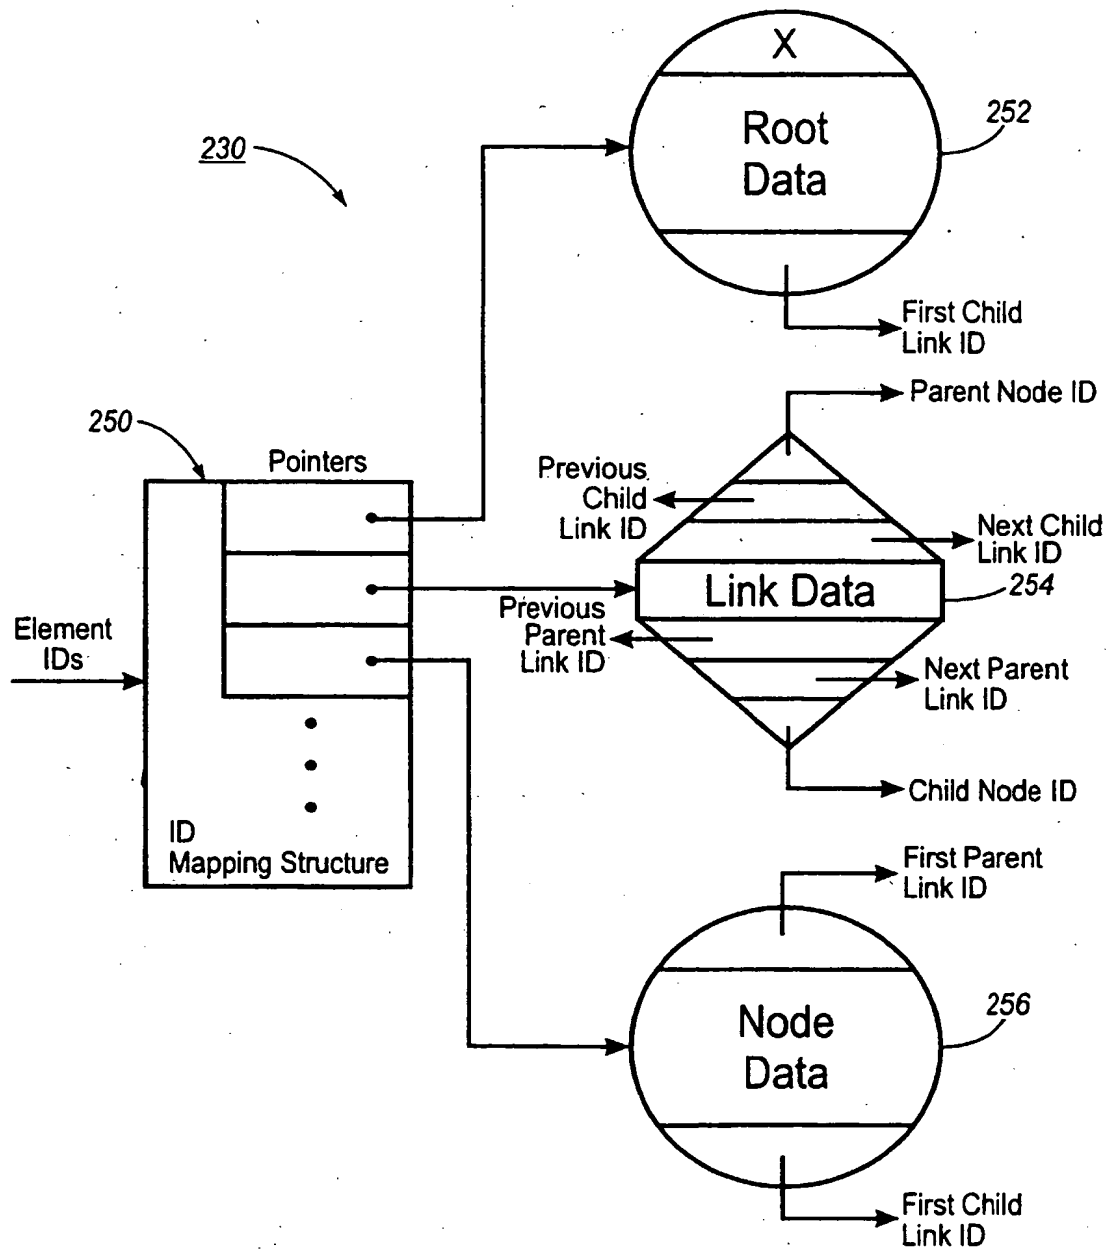 X
Root
Data
252
230
First Child
Link ID
Parent Node ID
250
Pointers
Previous
Child
Link ID
Next Child
Link ID
Link Data
254
Previous
Parent
Link ID
Element
IDs
Next Parent
Link ID
Child Node ID
ID
Mapping Structure
First Parent
Link ID
Node
Data
256
First Child
Link ID